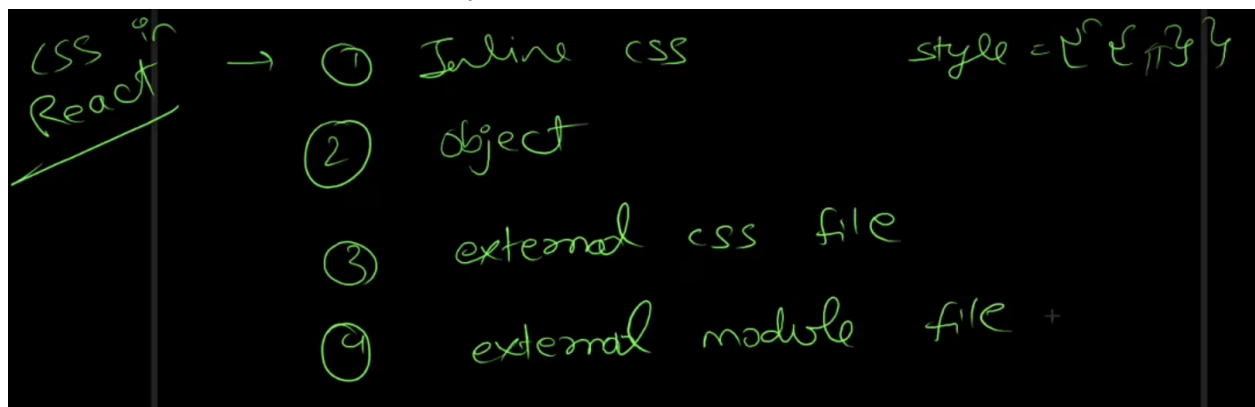 CSS in React → ① Inline css style = {{ }}
② object
③ external css file
④ external module file